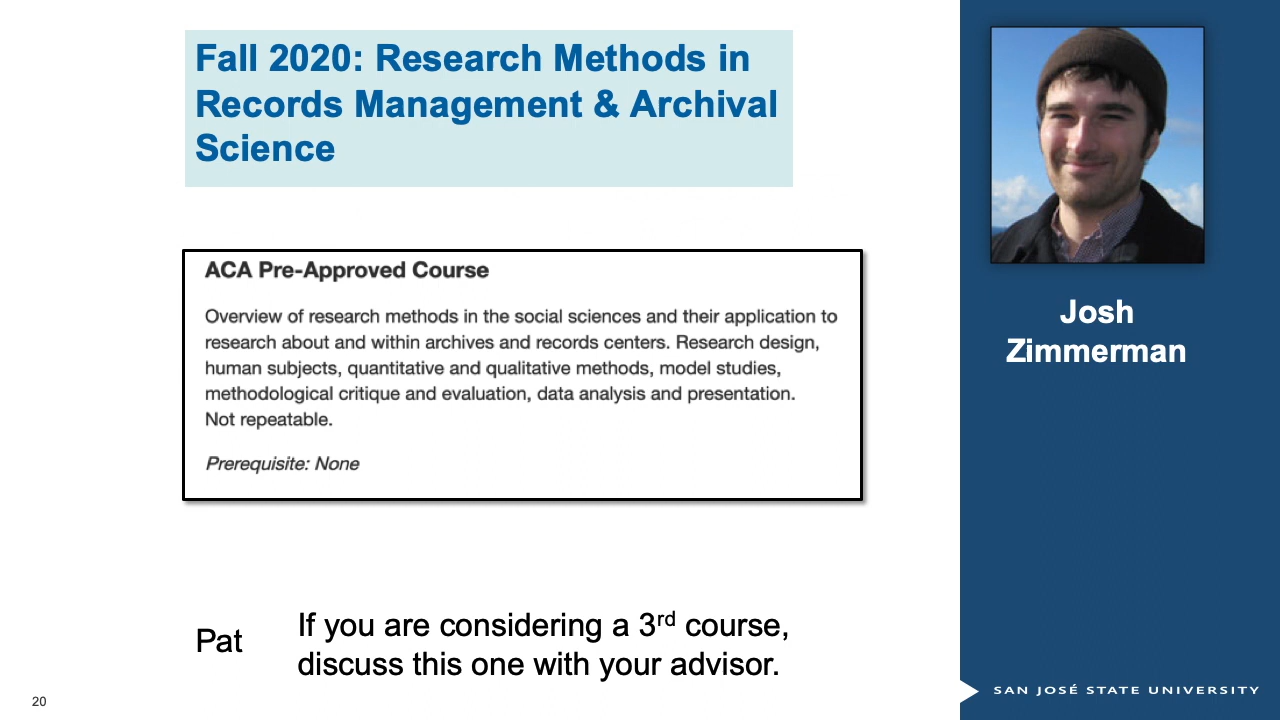 Fall 2020: Research Methods in
Records Management & Archival
Science
ACA Pre-Approved Course
Overview of research methods in the social sciences and their application to
research about and within archives and records centers. Research design,
human subjects, quantitative and qualitative methods, model studies,
methodological critique and evaluation, data analysis and presentation.
Not repeatable.
Prerequisite: None
Pat
If you are considering a 3rd course,
discuss this one with your advisor.
20
Josh
Zimmerman
SAN JOSÉ STATE UNIVERSITY